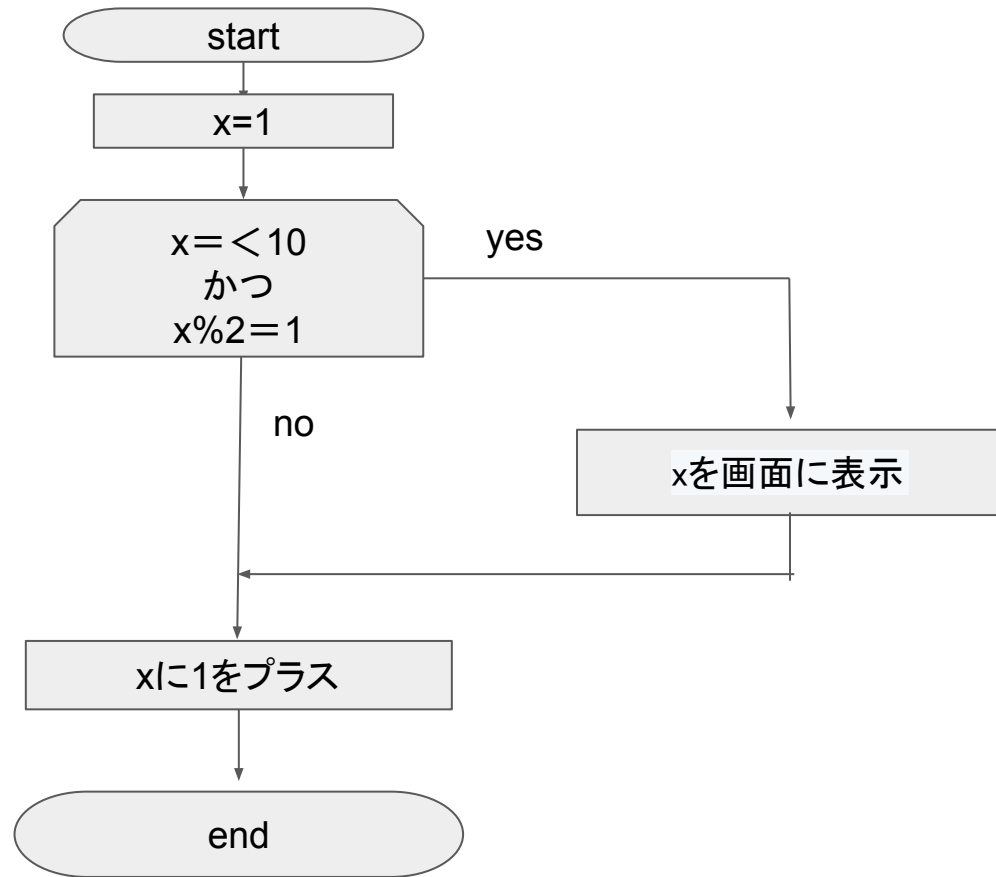 start
x=1
x＝＜10
かつ
x%2＝1
yes
no
xを画面に表示
xに1をプラス
end